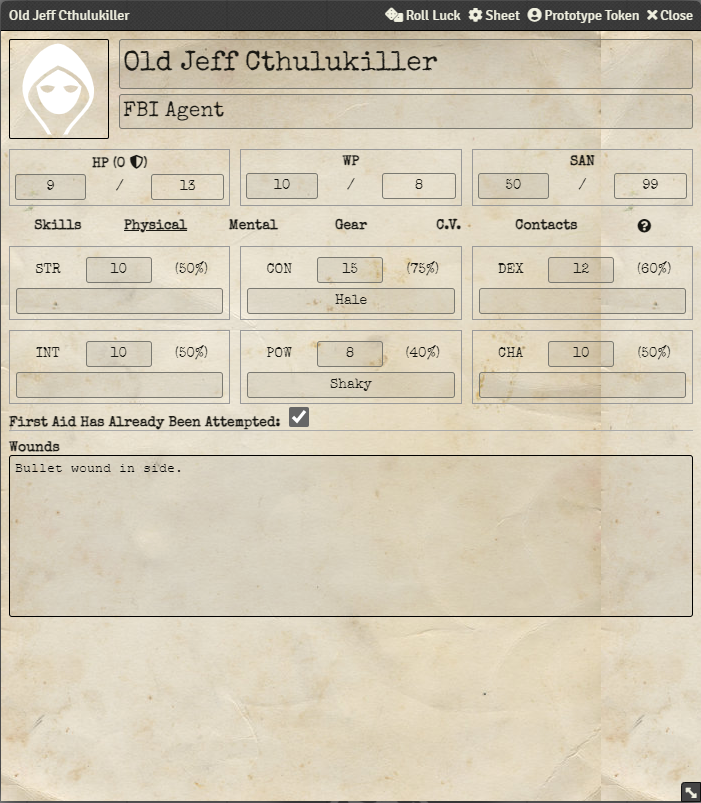 Old Jeff Cthulukiller Roll Luck Sheet Prototype Token Close
Old Jeff Cthulukiller
FBI Agent
HP (0 ) WP SAN
9 / 13 10 / 8 50 / 99
Skills Physical Mental Gear C.V. Contacts ?
STR 10 (50%) CON 15 (75%) DEX 12 (60%)
Hale
INT 10 (50%) POW 8 (40%) CHA 10 (50%)
Shaky
First Aid Has Already Been Attempted:
Wounds
Bullet wound in side.